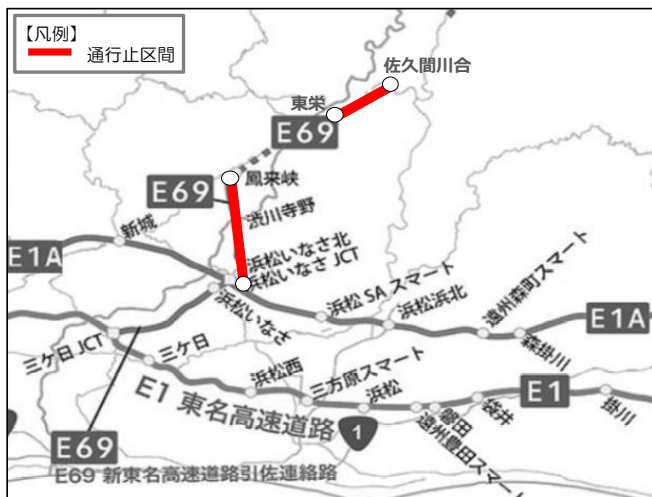 【凡例】
通行止区間
佐久間川合
東栄
E69
鳳来峡
E69
渋川寺野
新城
浜松いなさ北
浜松いなさJCT
E1A
浜松いなさ
浜松SAスマート
浜松浜北
遠州森町スマート
E1A
森掛川
三ケ日JCT
三ケ日
浜松西
三方原スマート
浜松
E1 東名高速道路
1
磐田
遠州豊田スマート
袋井
E1
掛川
E69
E69 新東名高速道路引佐連絡路